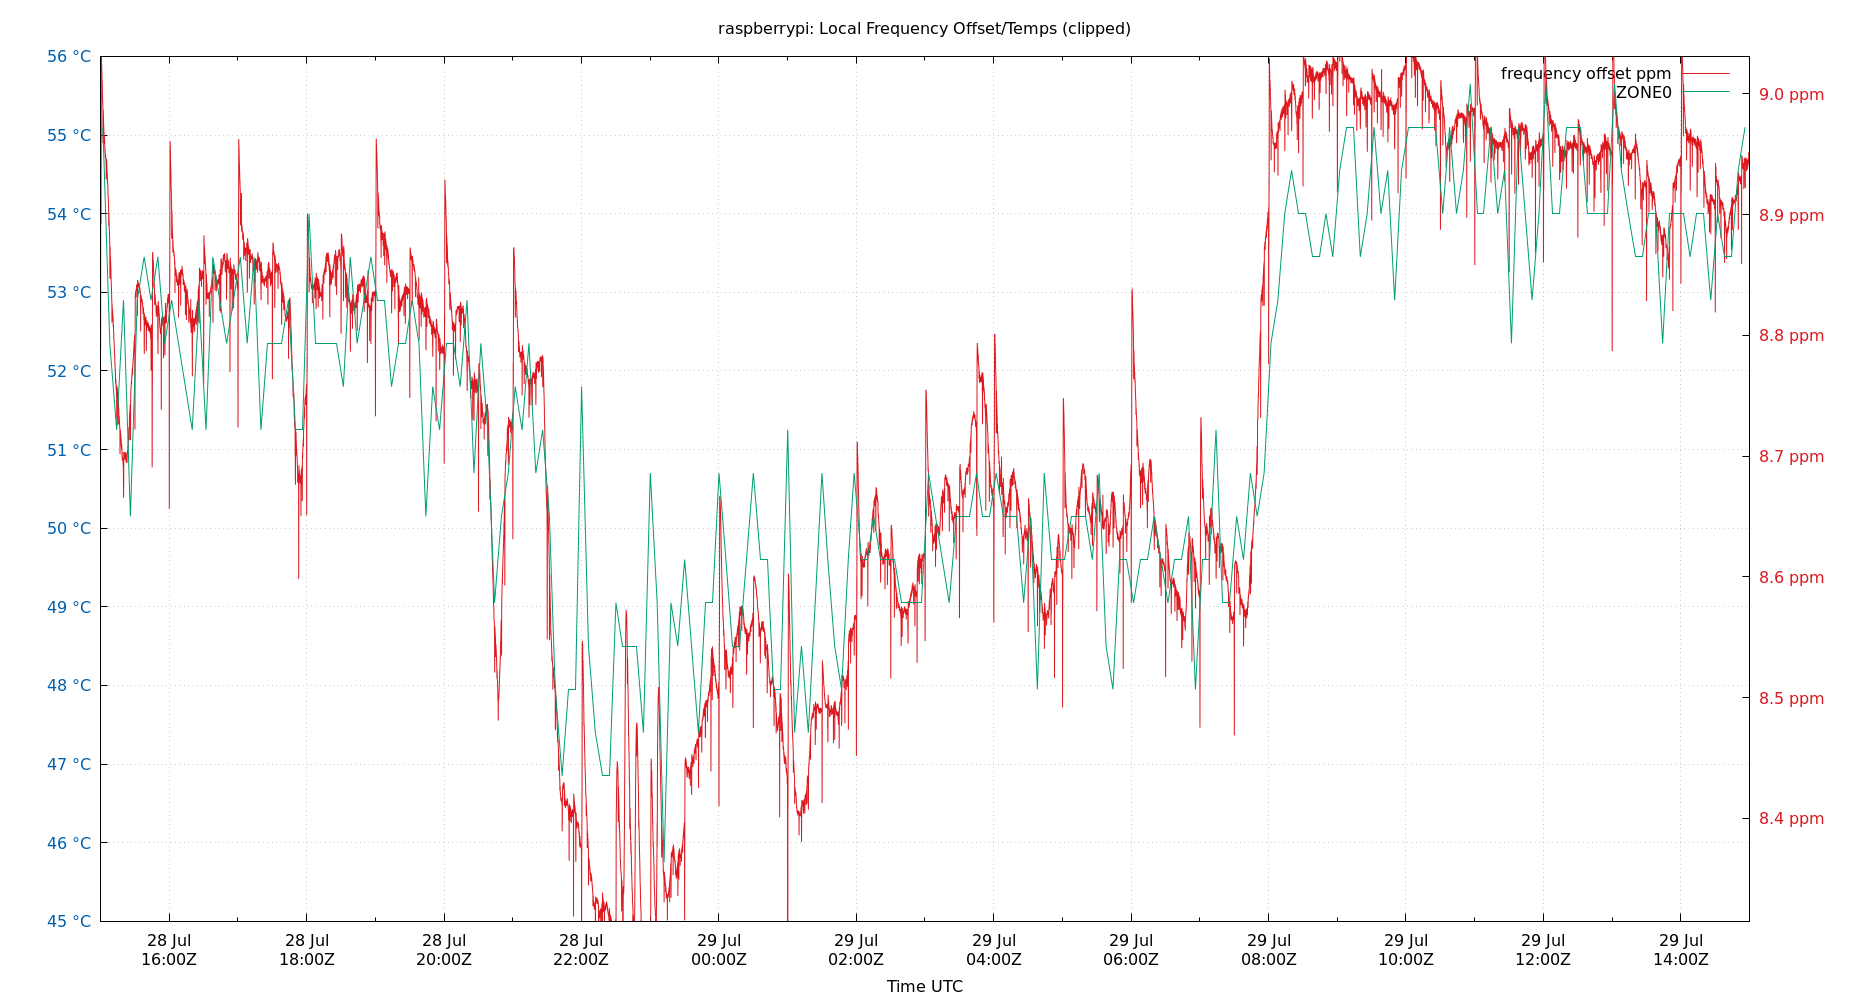 raspberrypi: Local Frequency Offset/Temps (clipped)
56 °C
55 °C
54 °C
53 °C
52 °C
51 °C
50 °C
49 °C
48 °C
47 °C
46 °C
45 °C
frequency offset ppm
ZONE0
9.0 ppm
8.9 ppm
8.8 ppm
8.7 ppm
8.6 ppm
8.5 ppm
8.4 ppm
28 Jul
16:00Z
28 Jul
18:00Z
28 Jul
20:00Z
28 Jul
22:00Z
29 Jul
00:00Z
29 Jul
02:00Z
29 Jul
04:00Z
29 Jul
06:00Z
29 Jul
08:00Z
29 Jul
10:00Z
29 Jul
12:00Z
29 Jul
14:00Z
Time UTC